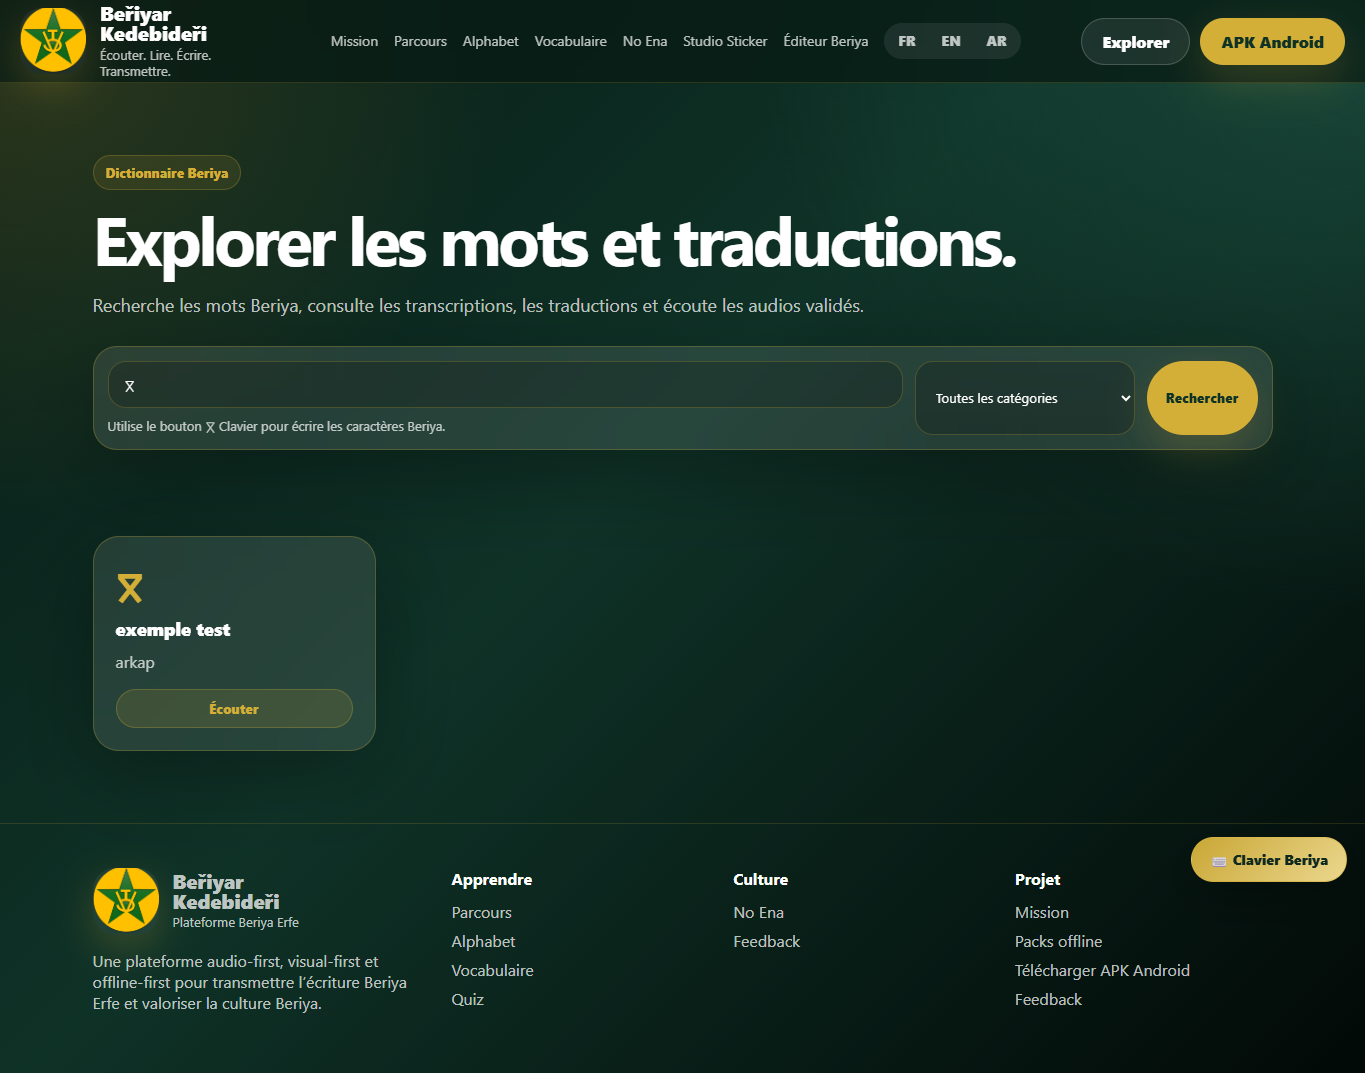 Beřiyar
Kedebideři
Écouter. Lire. Écrire.
Transmettre.
Mission Parcours Alphabet Vocabulaire No Ena Studio Sticker Éditeur Beriya FR EN AR Explorer APK Android
Dictionnaire Beriya
Explorer les mots et traductions.
Recherche les mots Beriya, consulte les transcriptions, les traductions et écoute les audios validés.
Toutes les catégories Rechercher
Utilise le bouton Clavier pour écrire les caractères Beriya.
exemple test
arkap
Écouter
Clavier Beriya
Beřiyar
Kedebideři
Plateforme Beriya Erfe
Une plateforme audio-first, visual-first et
offline-first pour transmettre l’écriture Beriya
Erfe et valoriser la culture Beriya.
Apprendre
Parcours
Alphabet
Vocabulaire
Quiz
Culture
No Ena
Feedback
Projet
Mission
Packs offline
Télécharger APK Android
Feedback